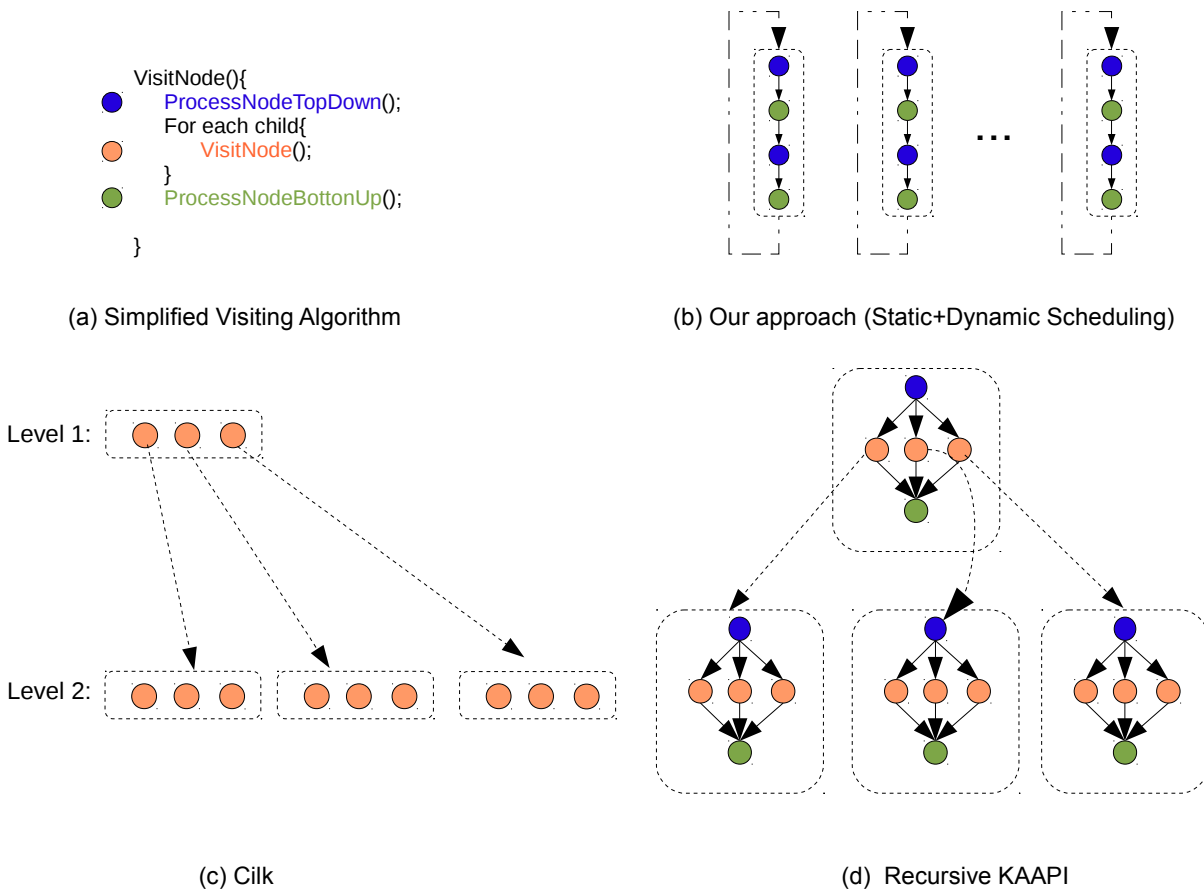 VisitNode(){
ProcessNodeTopDown();
For each child{
VisitNode();
}
ProcessNodeBottonUp();
}
...
(a) Simplified Visiting Algorithm
(b) Our approach (Static+Dynamic Scheduling)
Level 1:
Level 2:
(c) Cilk
(d) Recursive KAAPI